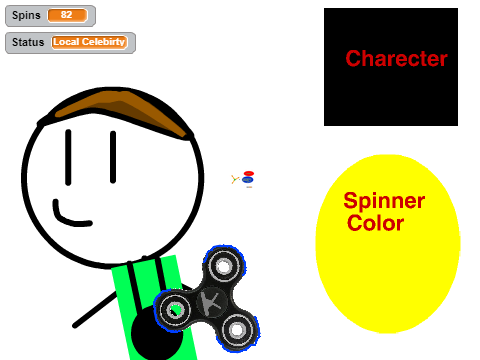 Spins 82
Status Local Celebirty
Charecter
Spinner
Color